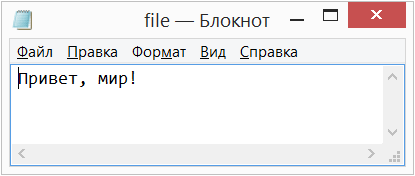 file — Блокнот
Файл Правка Формат Вид Справка
Привет, мир!